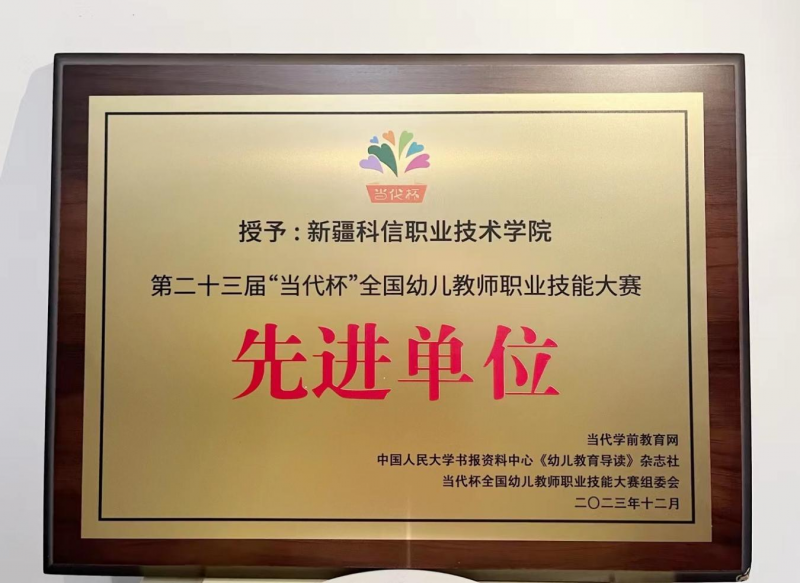 当代杯
授予：新疆科信职业技术学院
第二十三届“当代杯”全国幼儿教师职业技能大赛
先进单位
当代学前教育网
中国人民大学书报资料中心《幼儿教育导读》杂志社
当代杯全国幼儿教师职业技能大赛组委会
二〇二三年十二月